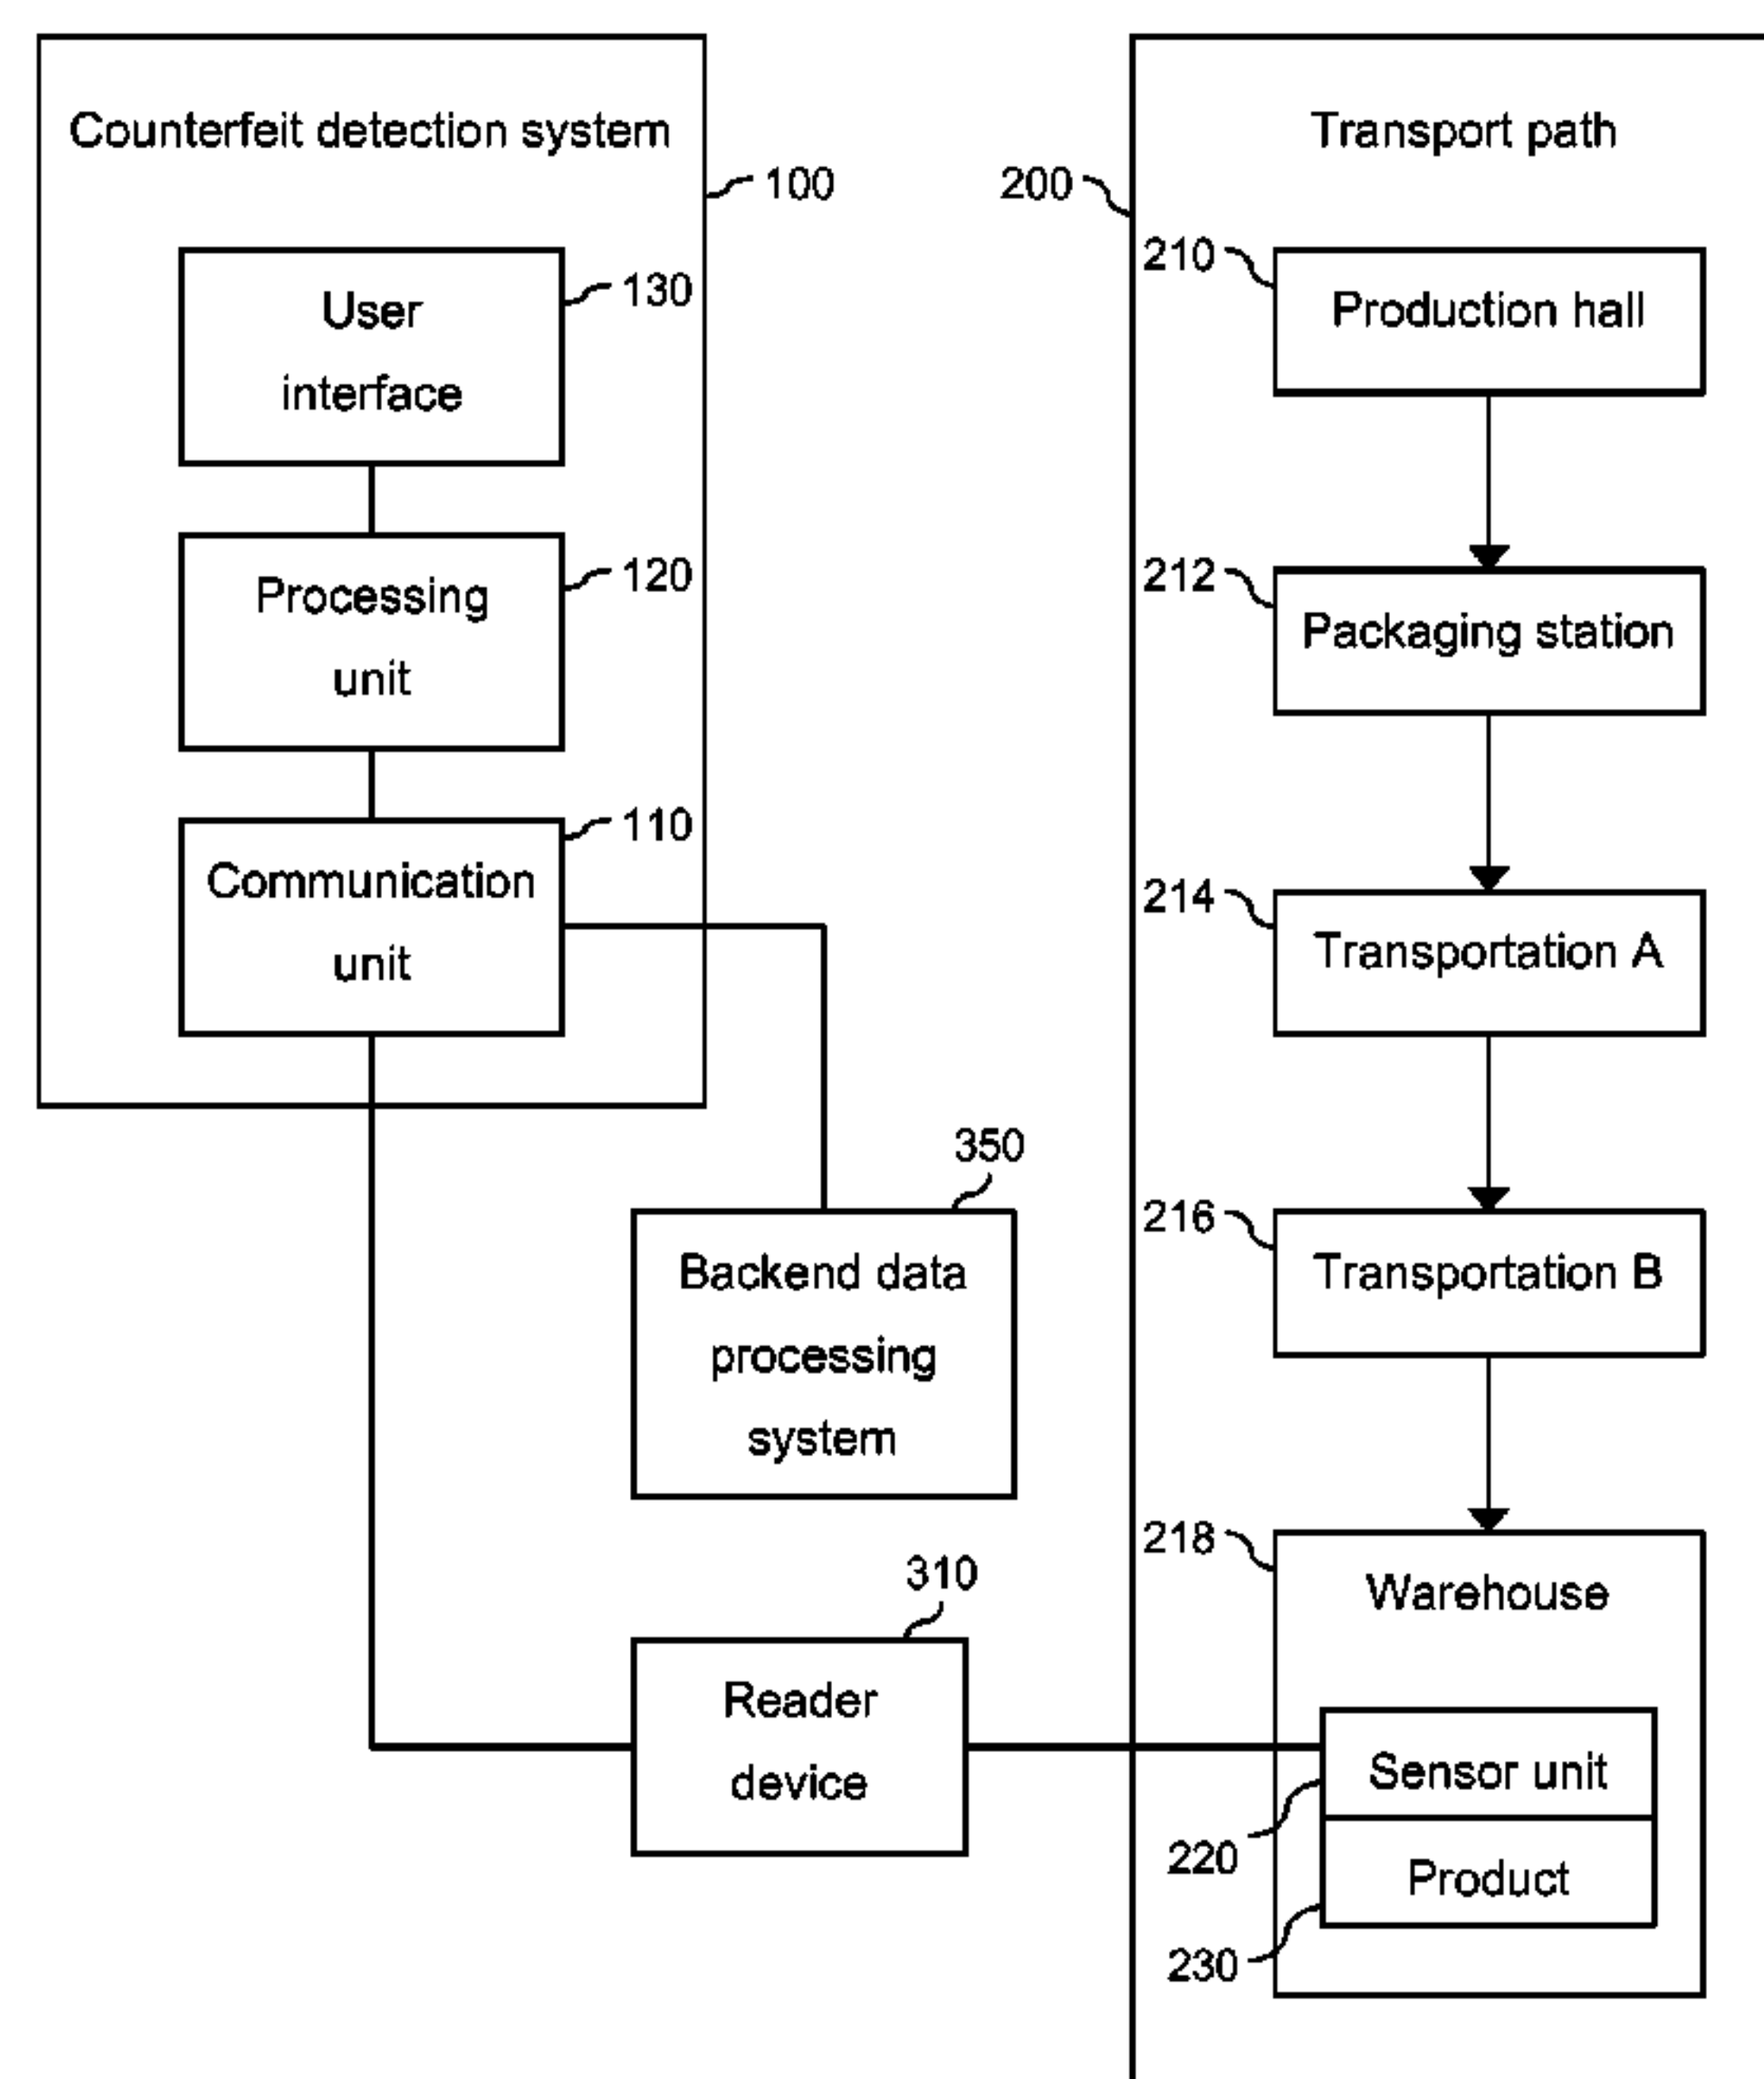 Counterfeit detection system
100
User
interface
130
Processing
unit
120
Communication
unit
110
350
Backend data
processing
system
310
Reader
device
Transport path
200
210
Production hall
212
Packaging station
214
Transportation A
216
Transportation B
218
Warehouse
Sensor unit
220
Product
230